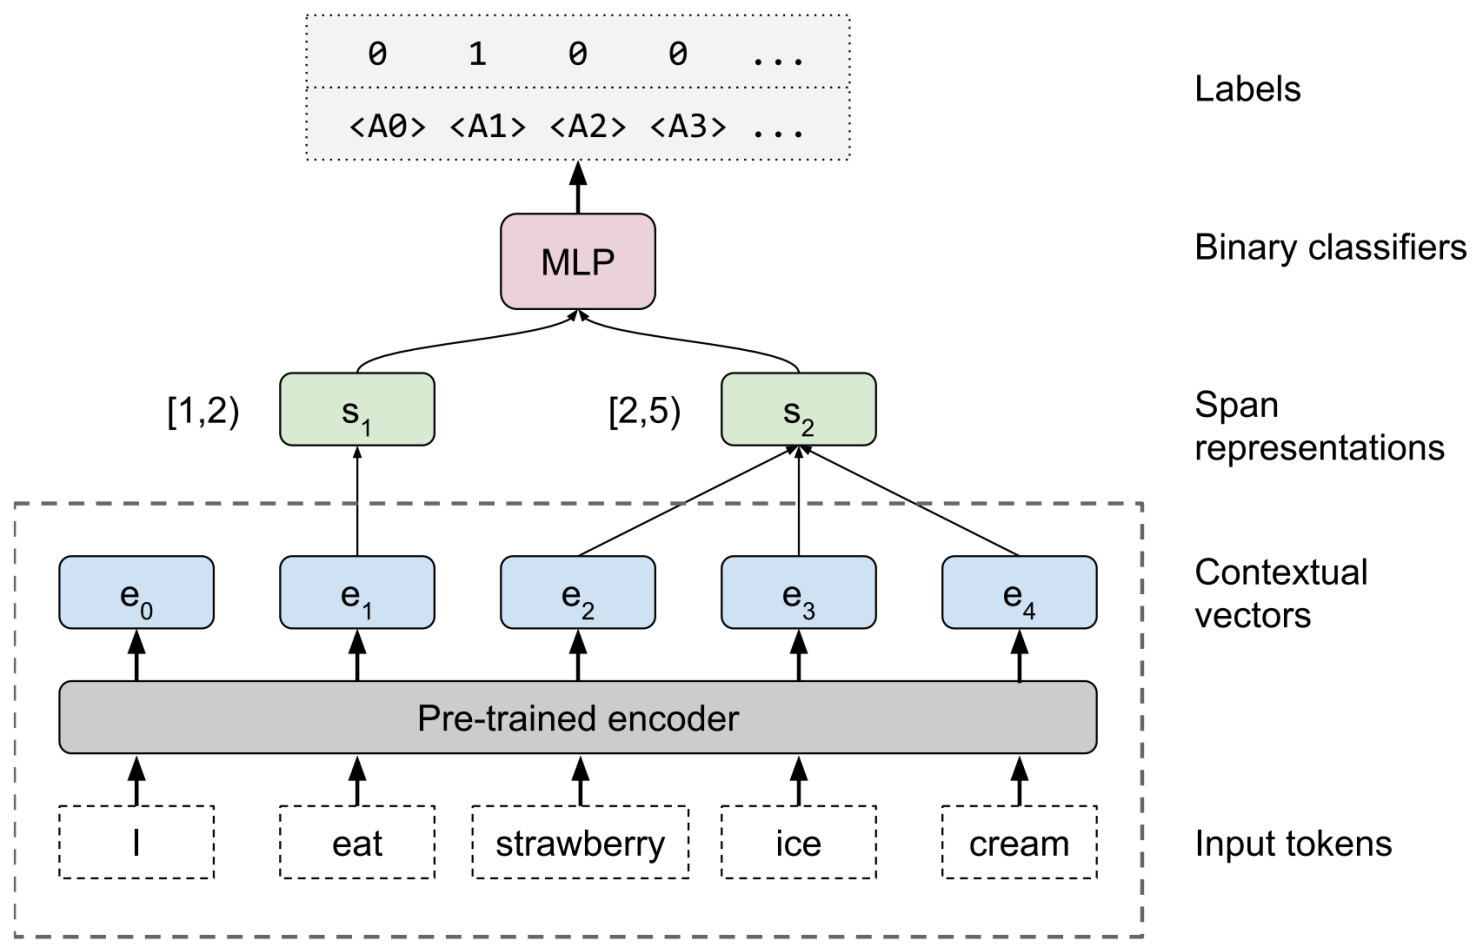 0 1 0 0 ...
<A0> <A1> <A2> <A3> ...
Labels
MLP
Binary classifiers
[1,2)
s1
[2,5)
s2
Span
representations
e0
e1
e2
e3
e4
Contextual
vectors
Pre-trained encoder
I
eat
strawberry
ice
cream
Input tokens